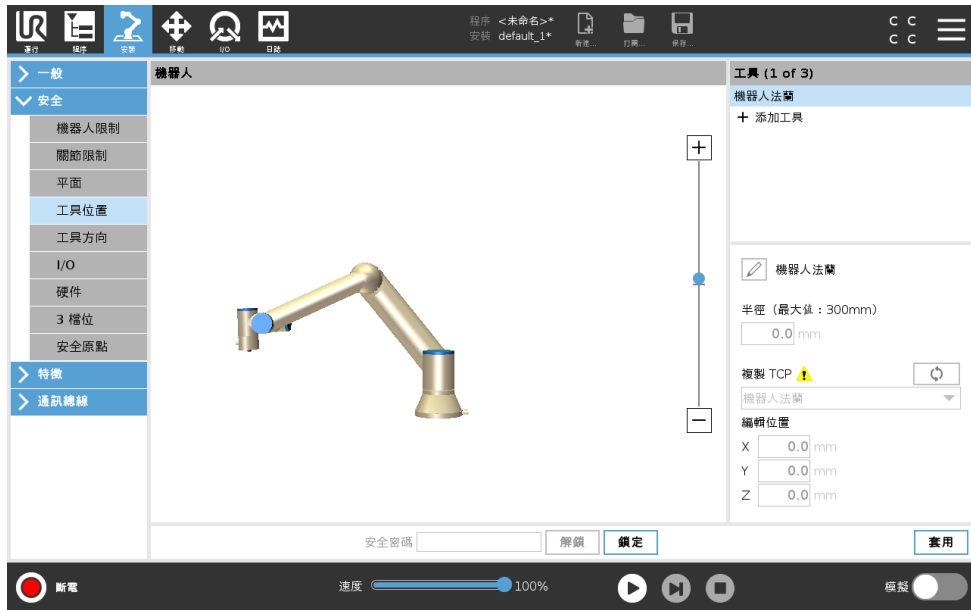 UR
運行
程序
安裝
移動
I/O
日誌
程序 <未命名>*
安裝 default_1*
新建...
打開...
保存...
C C
C C
一般
安全
機器人限制
關節限制
平面
工具位置
工具方向
I/O
硬件
3 檔位
安全原點
特徵
通訊總線
機器人
工具 (1 of 3)
機器人法蘭
添加工具
機器人法蘭
半徑（最大值：300mm）
0.0 mm
複製 TCP
機器人法蘭
編輯位置
X 0.0 mm
Y 0.0 mm
Z 0.0 mm
安全密碼
解鎖
鎖定
套用
斷電
速度
100%
模擬